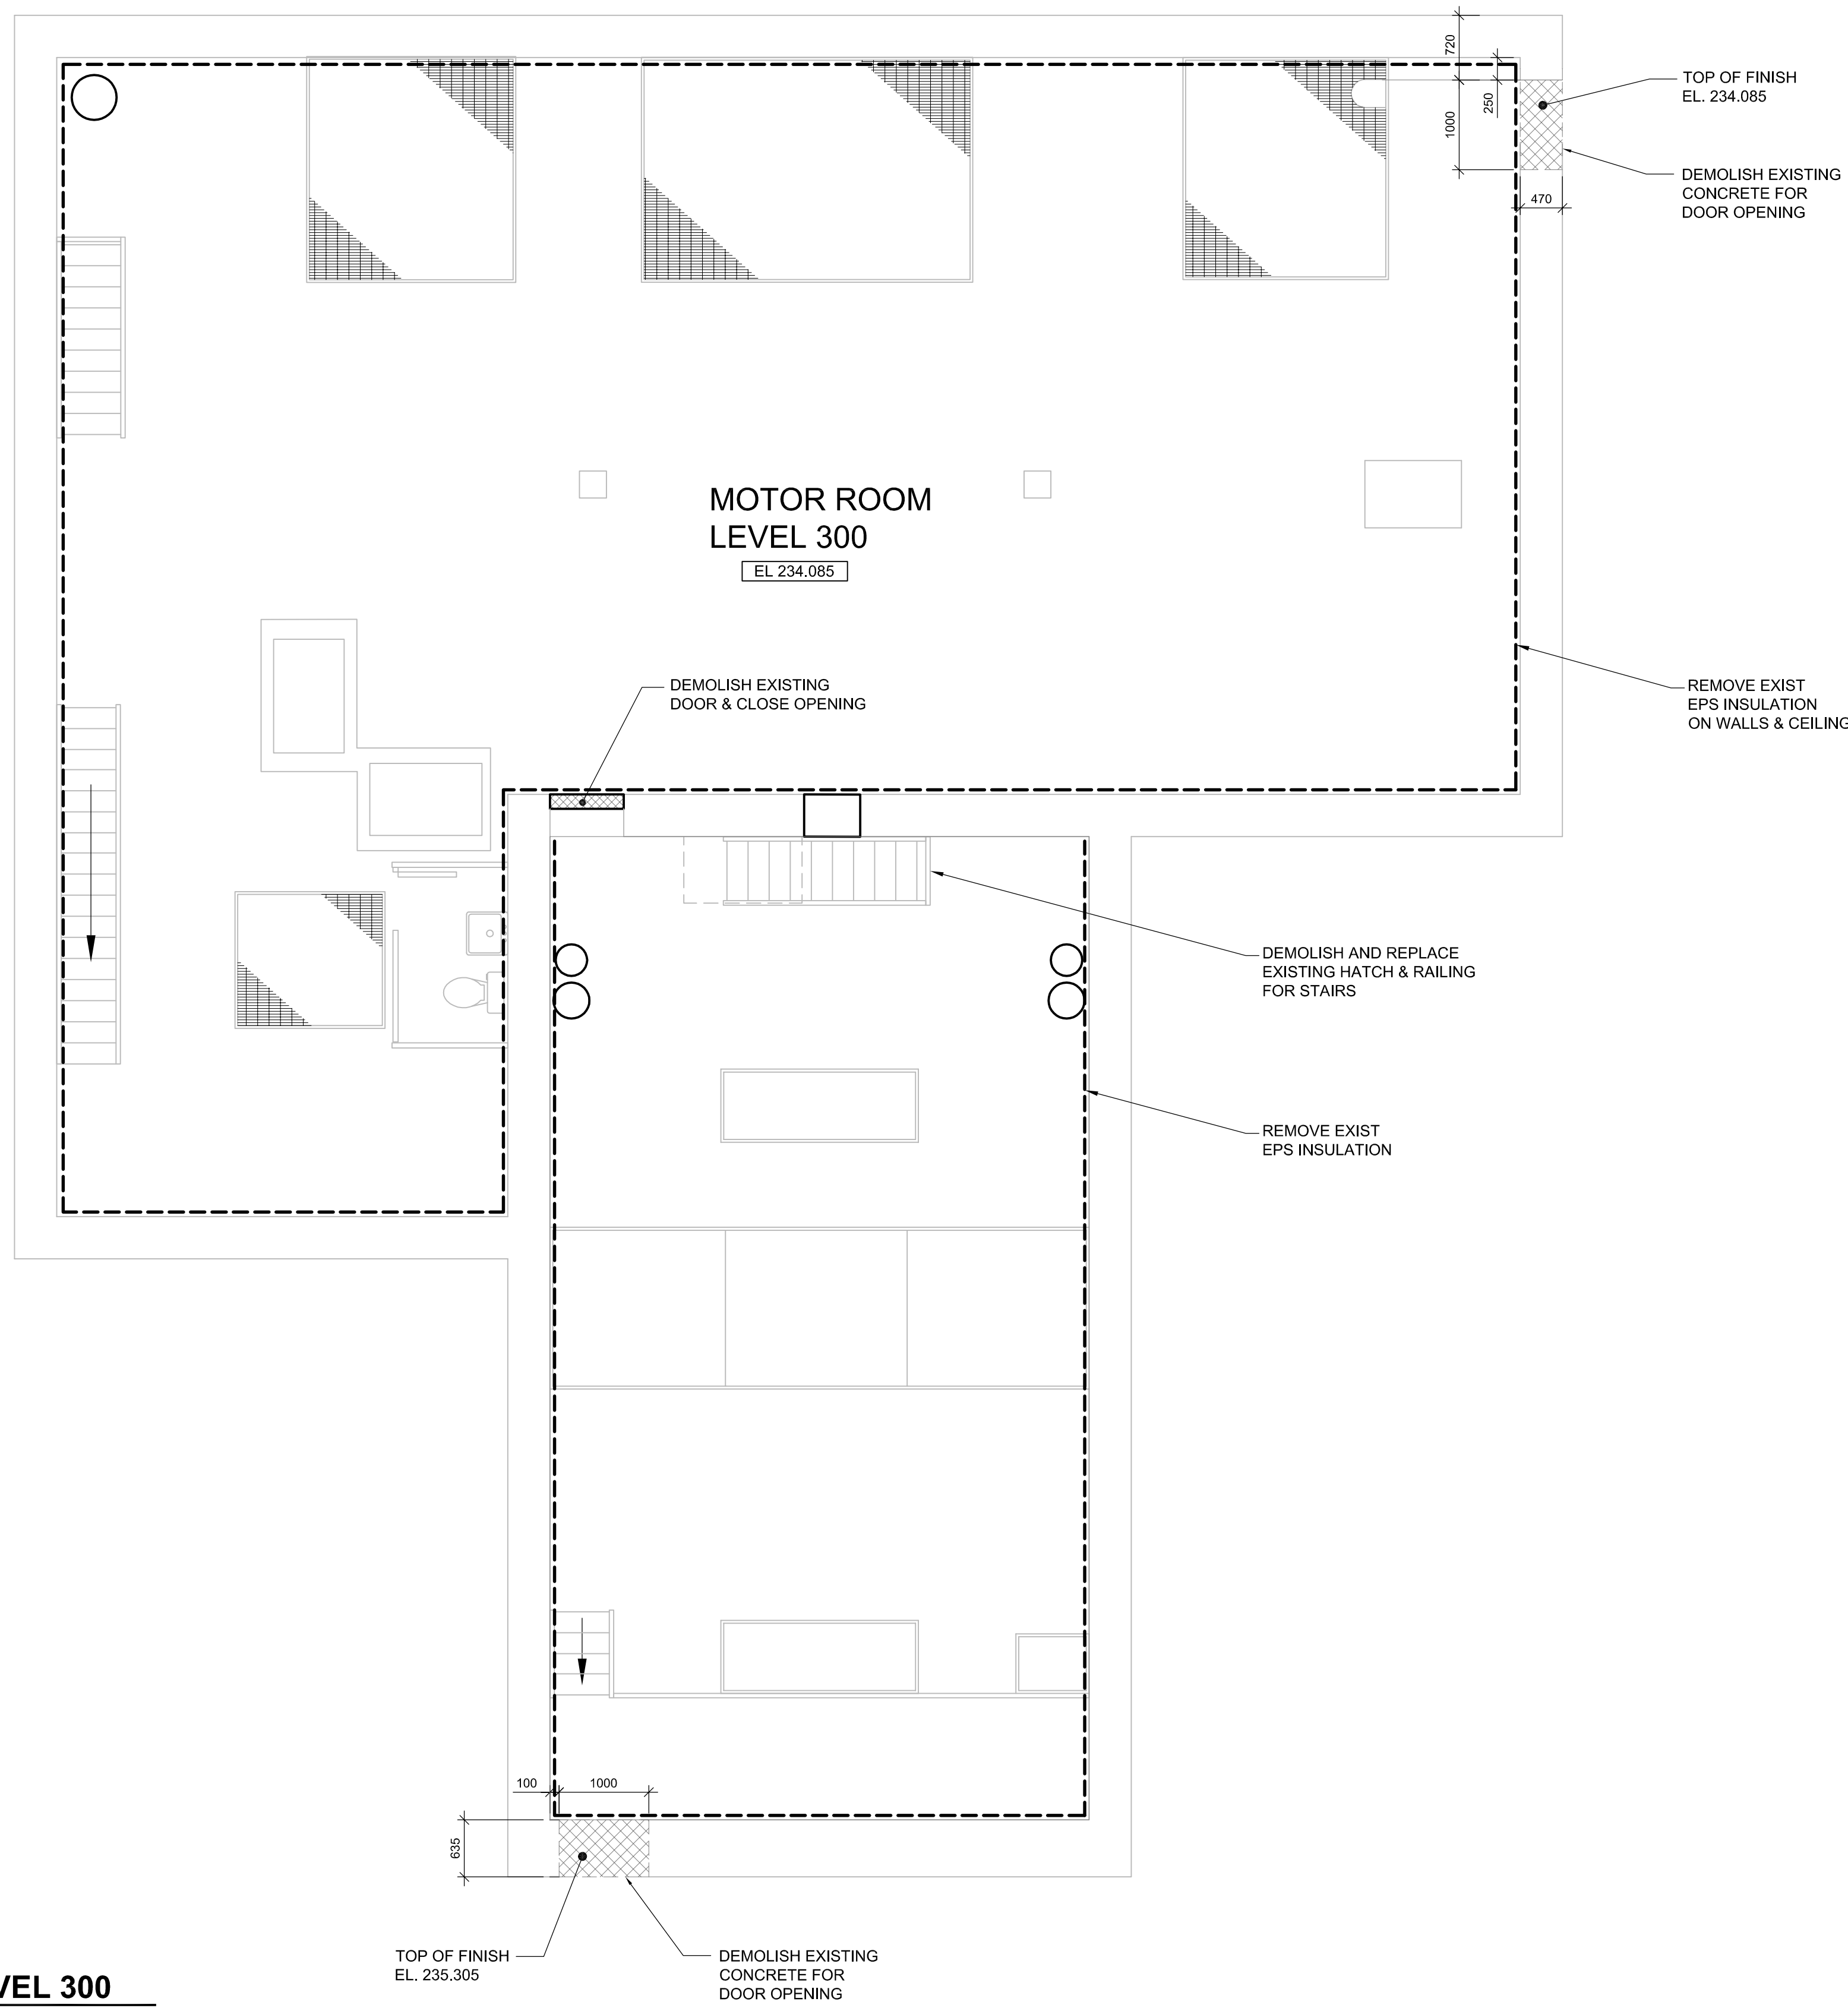 720
250
1000
470
TOP OF FINISH
EL. 234.085
DEMOLISH EXISTING
CONCRETE FOR
DOOR OPENING
MOTOR ROOM
LEVEL 300
EL 234.085
DEMOLISH EXISTING
DOOR & CLOSE OPENING
REMOVE EXIST
EPS INSULATION
ON WALLS & CEILING
DEMOLISH AND REPLACE
EXISTING HATCH & RAILING
FOR STAIRS
REMOVE EXIST
EPS INSULATION
100
1000
635
TOP OF FINISH
EL. 235.305
DEMOLISH EXISTING
CONCRETE FOR
DOOR OPENING
VEL 300